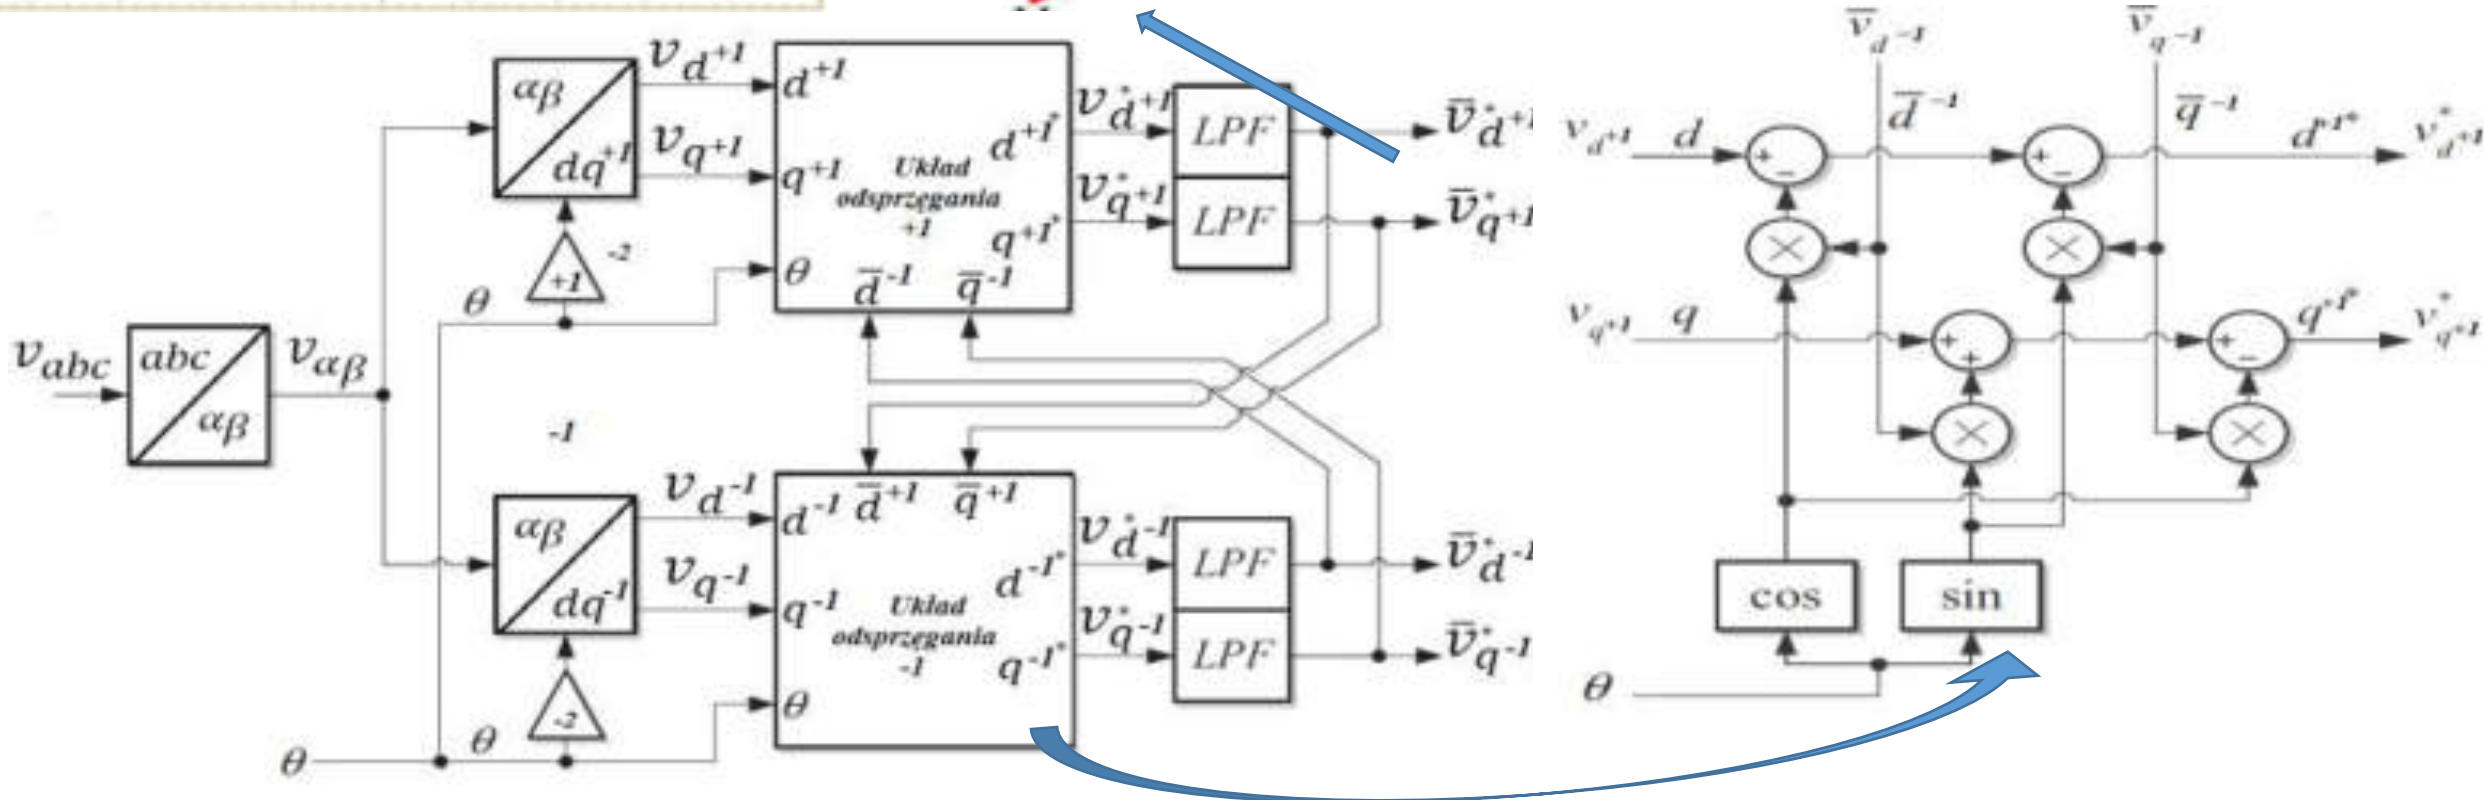 v_abc
abc
αβ
v_αβ
αβ
dq^+1
+1
-2
θ
v_d^+1
v_q^+1
d^+1
q^+1
θ
Układ
odsprzęgania
+1
d̅^-1
q̅^-1
d^+1*
q^+1*
v*_d^+1
v*_q^+1
LPF
LPF
v̅*_d^+1
v̅*_q^+1
-1
αβ
dq^-1
-2
θ
θ
v_d^-1
v_q^-1
d^-1
q^-1
θ
d̅^+1
q̅^+1
Układ
odsprzęgania
-1
d^-1*
q^-1*
v*_d^-1
v*_q^-1
LPF
LPF
v̅*_d^-1
v̅*_q^-1
v̅_d^-1
v̅_q^-1
v_d^+1
d
+
−
d̅^-1
+
−
q̅^-1
d^+1*
v*_d^+1
×
×
v_q^+1
q
+
+
+
−
q^+1*
v*_q^+1
×
×
cos
sin
θ